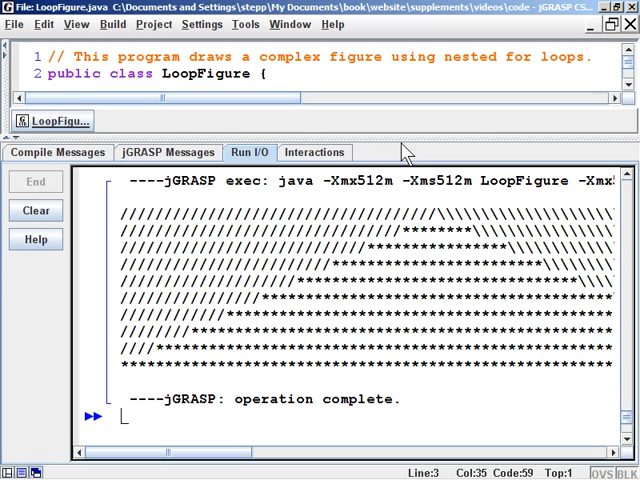 File: LoopFigure.java C:\Documents and Settings\stepp\My Documents\book\website\supplements\videos\code - jGRASP CS...
File Edit View Build Project Settings Tools Window Help
1 // This program draws a complex figure using nested for loops.
2 public class LoopFigure {
LoopFigu...
Compile Messages jGRASP Messages Run I/O Interactions
End
Clear
Help
----jGRASP exec: java -Xmx512m -Xms512m LoopFigure -Xmx5
////////////////////////////////////\\\\\\\\\\\\\\\\\\\\
////////////////////////////////********\\\\\\\\\\\\\\\\
////////////////////////////****************\\\\\\\\\\\\
////////////////////////************************\\\\\\\\
////////////////////********************************\\\\
////////////////****************************************
////////////********************************************
////////************************************************
////****************************************************
********************************************************
----jGRASP: operation complete.
Line:3 Col:35 Code:59 Top:1 OVS BLK